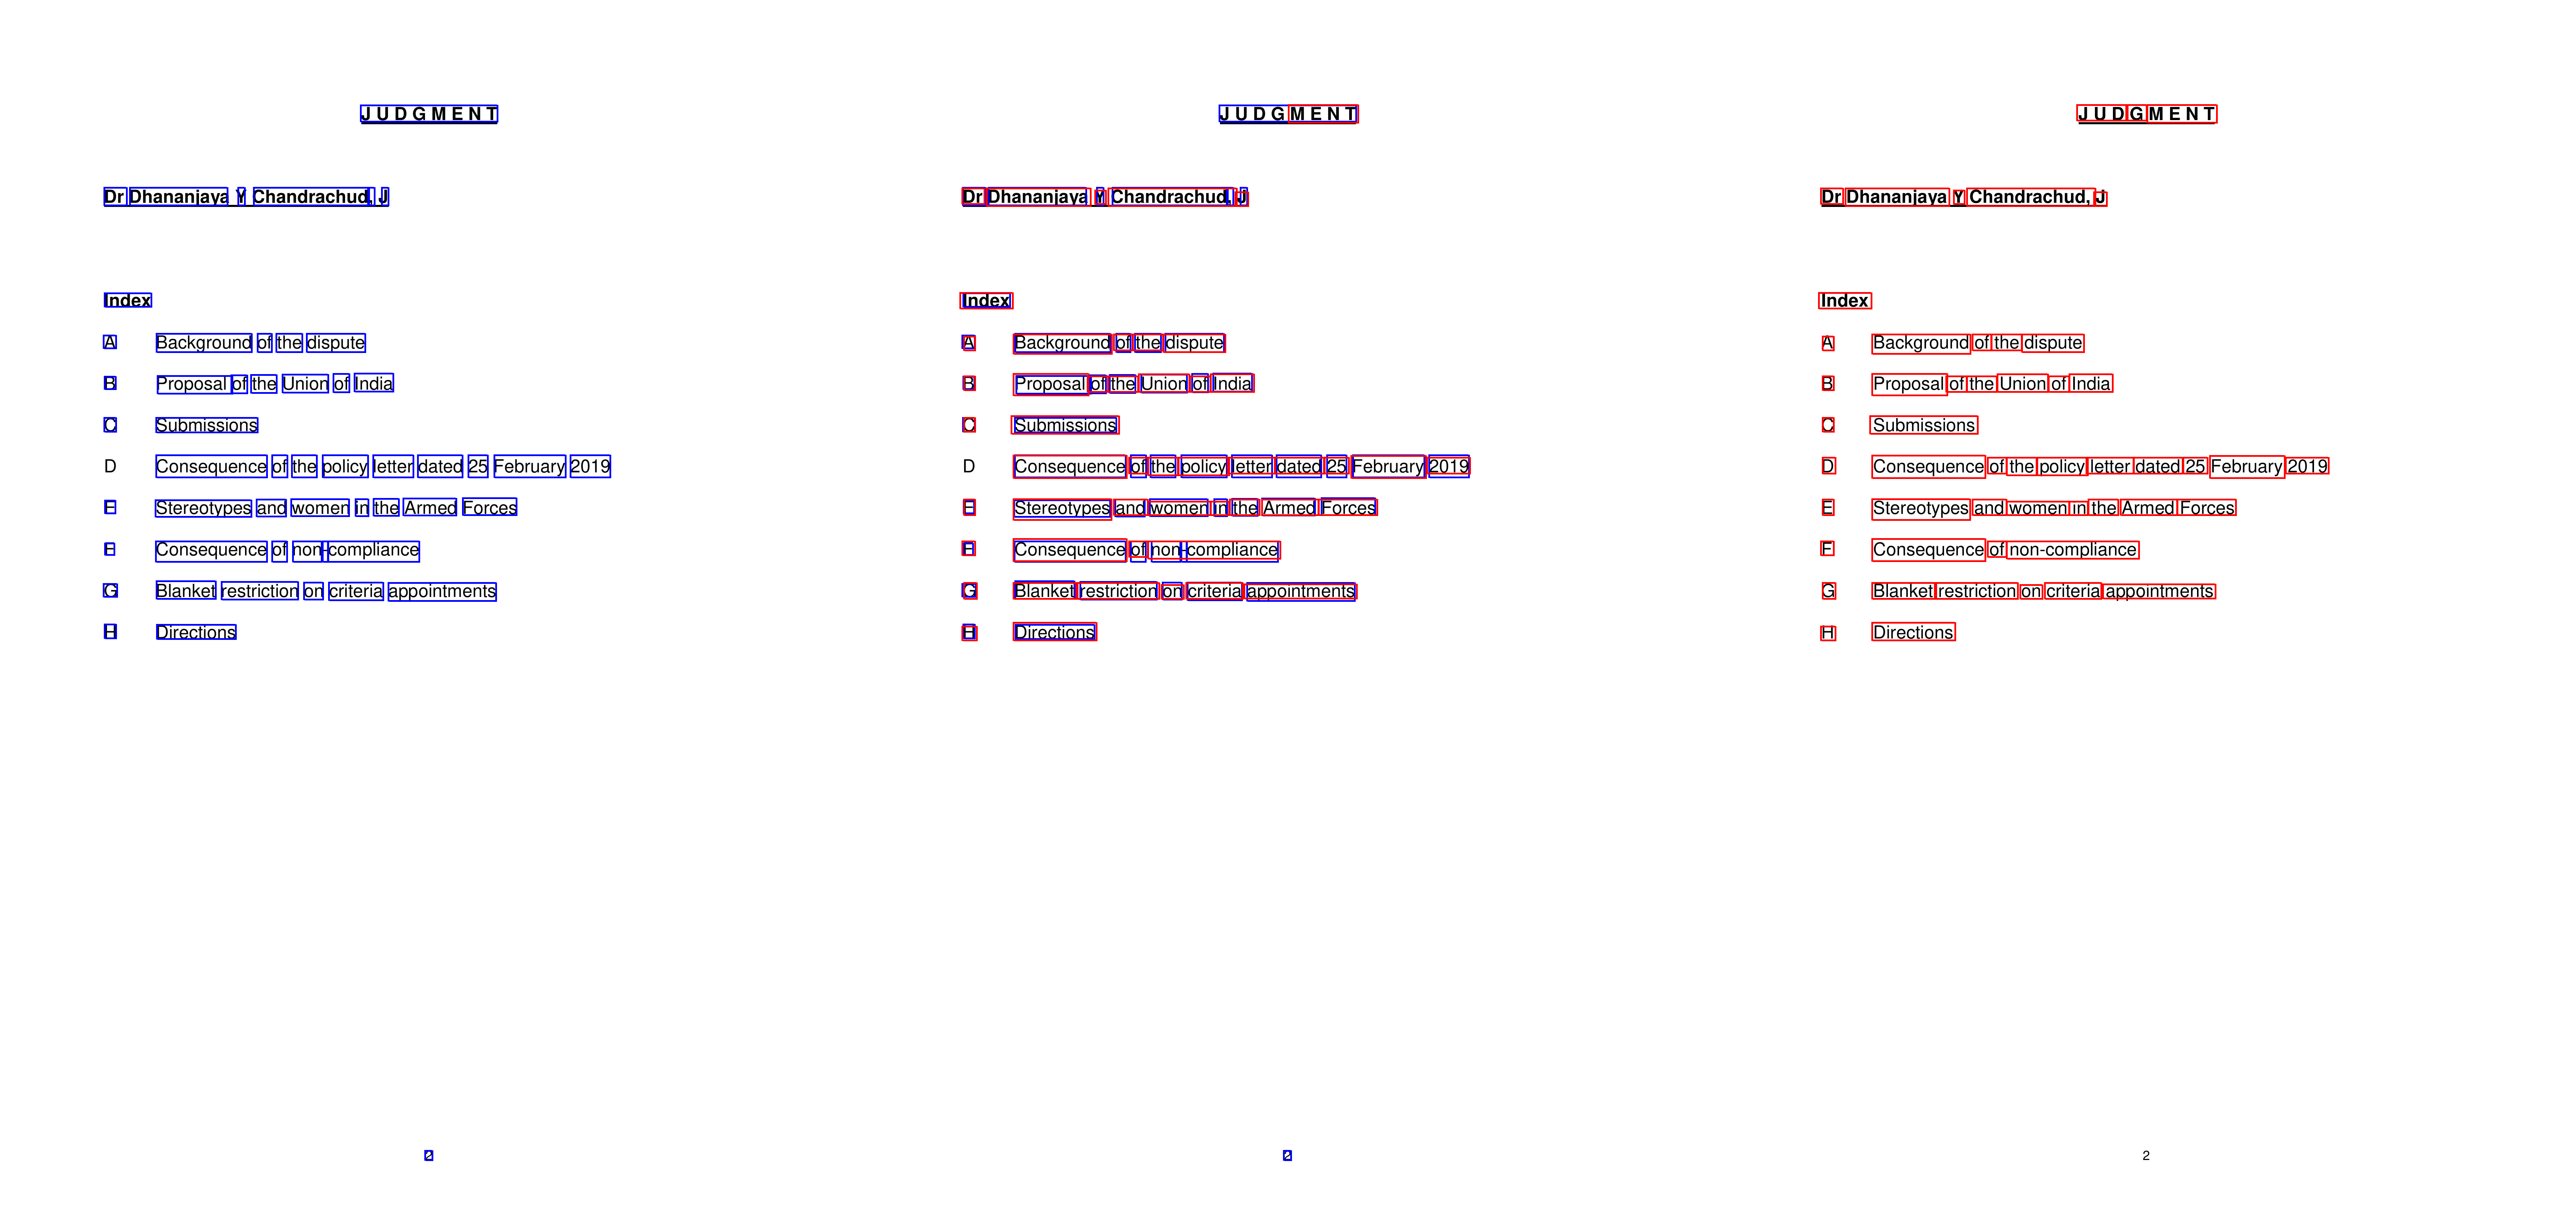 J U D G M E N T
Dr Dhananjaya Y Chandrachud, J
Index
A Background of the dispute
B Proposal of the Union of India
C Submissions
D Consequence of the policy letter dated 25 February 2019
E Stereotypes and women in the Armed Forces
F Consequence of non-compliance
G Blanket restriction on criteria appointments
H Directions
2
J U D G M E N T
Dr Dhananjaya Y Chandrachud, J
Index
A Background of the dispute
B Proposal of the Union of India
C Submissions
D Consequence of the policy letter dated 25 February 2019
E Stereotypes and women in the Armed Forces
F Consequence of non-compliance
G Blanket restriction on criteria appointments
H Directions
2
J U D G M E N T
Dr Dhananjaya Y Chandrachud, J
Index
A Background of the dispute
B Proposal of the Union of India
C Submissions
D Consequence of the policy letter dated 25 February 2019
E Stereotypes and women in the Armed Forces
F Consequence of non-compliance
G Blanket restriction on criteria appointments
H Directions
2